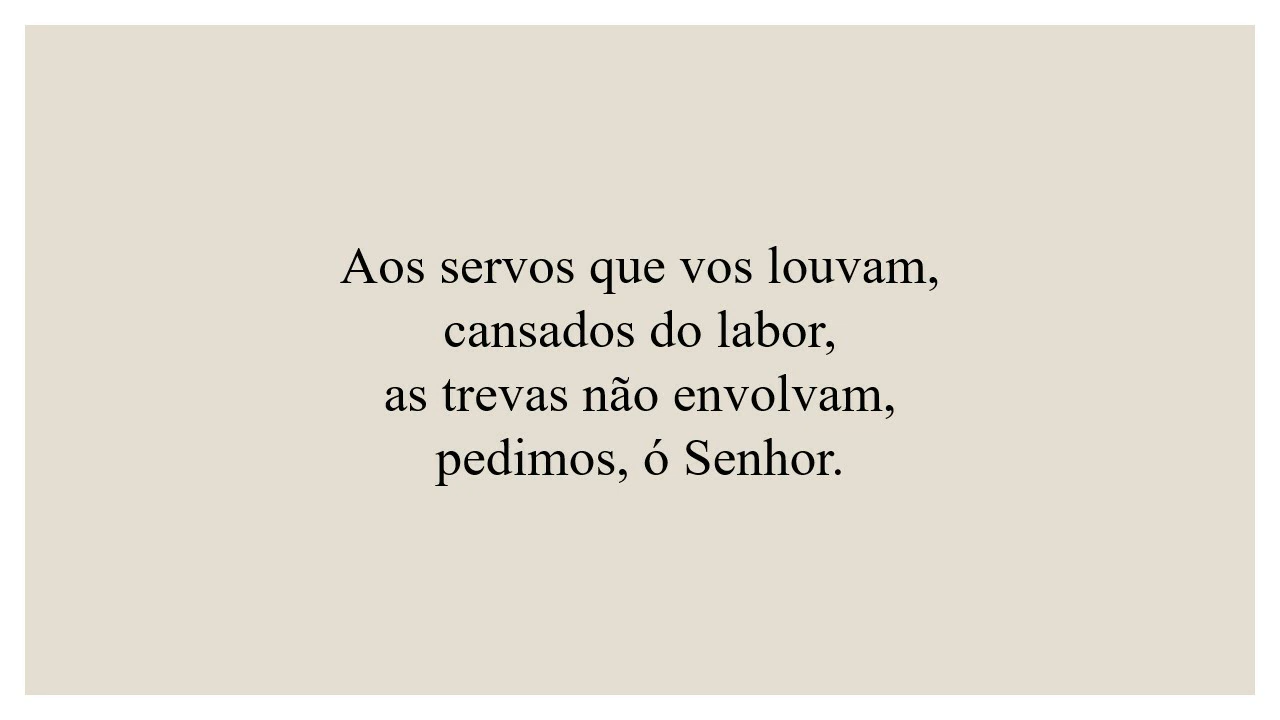 Aos servos que vos louvam,
cansados do labor,
as trevas não envolvam,
pedimos, ó Senhor.